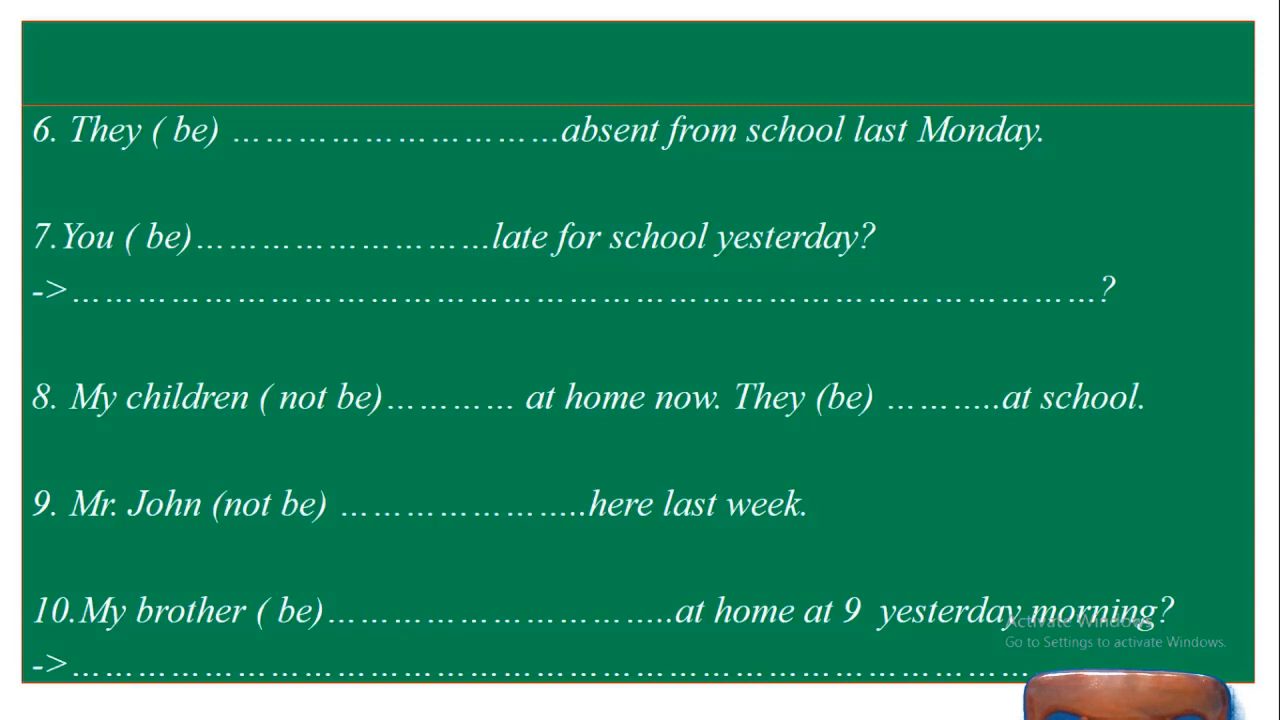 6. They ( be) ………………………….absent from school last Monday.
7.You ( be)………………………late for school yesterday?
->…………………………………………………………………………………?
8. My children ( not be)………… at home now. They (be) ………..at school.
9. Mr. John (not be) …………………..here last week.
10.My brother ( be)…………………………..at home at 9  yesterday morning?
Activate Windows
Go to Settings to activate Windows.
->……………………………………………………………………………